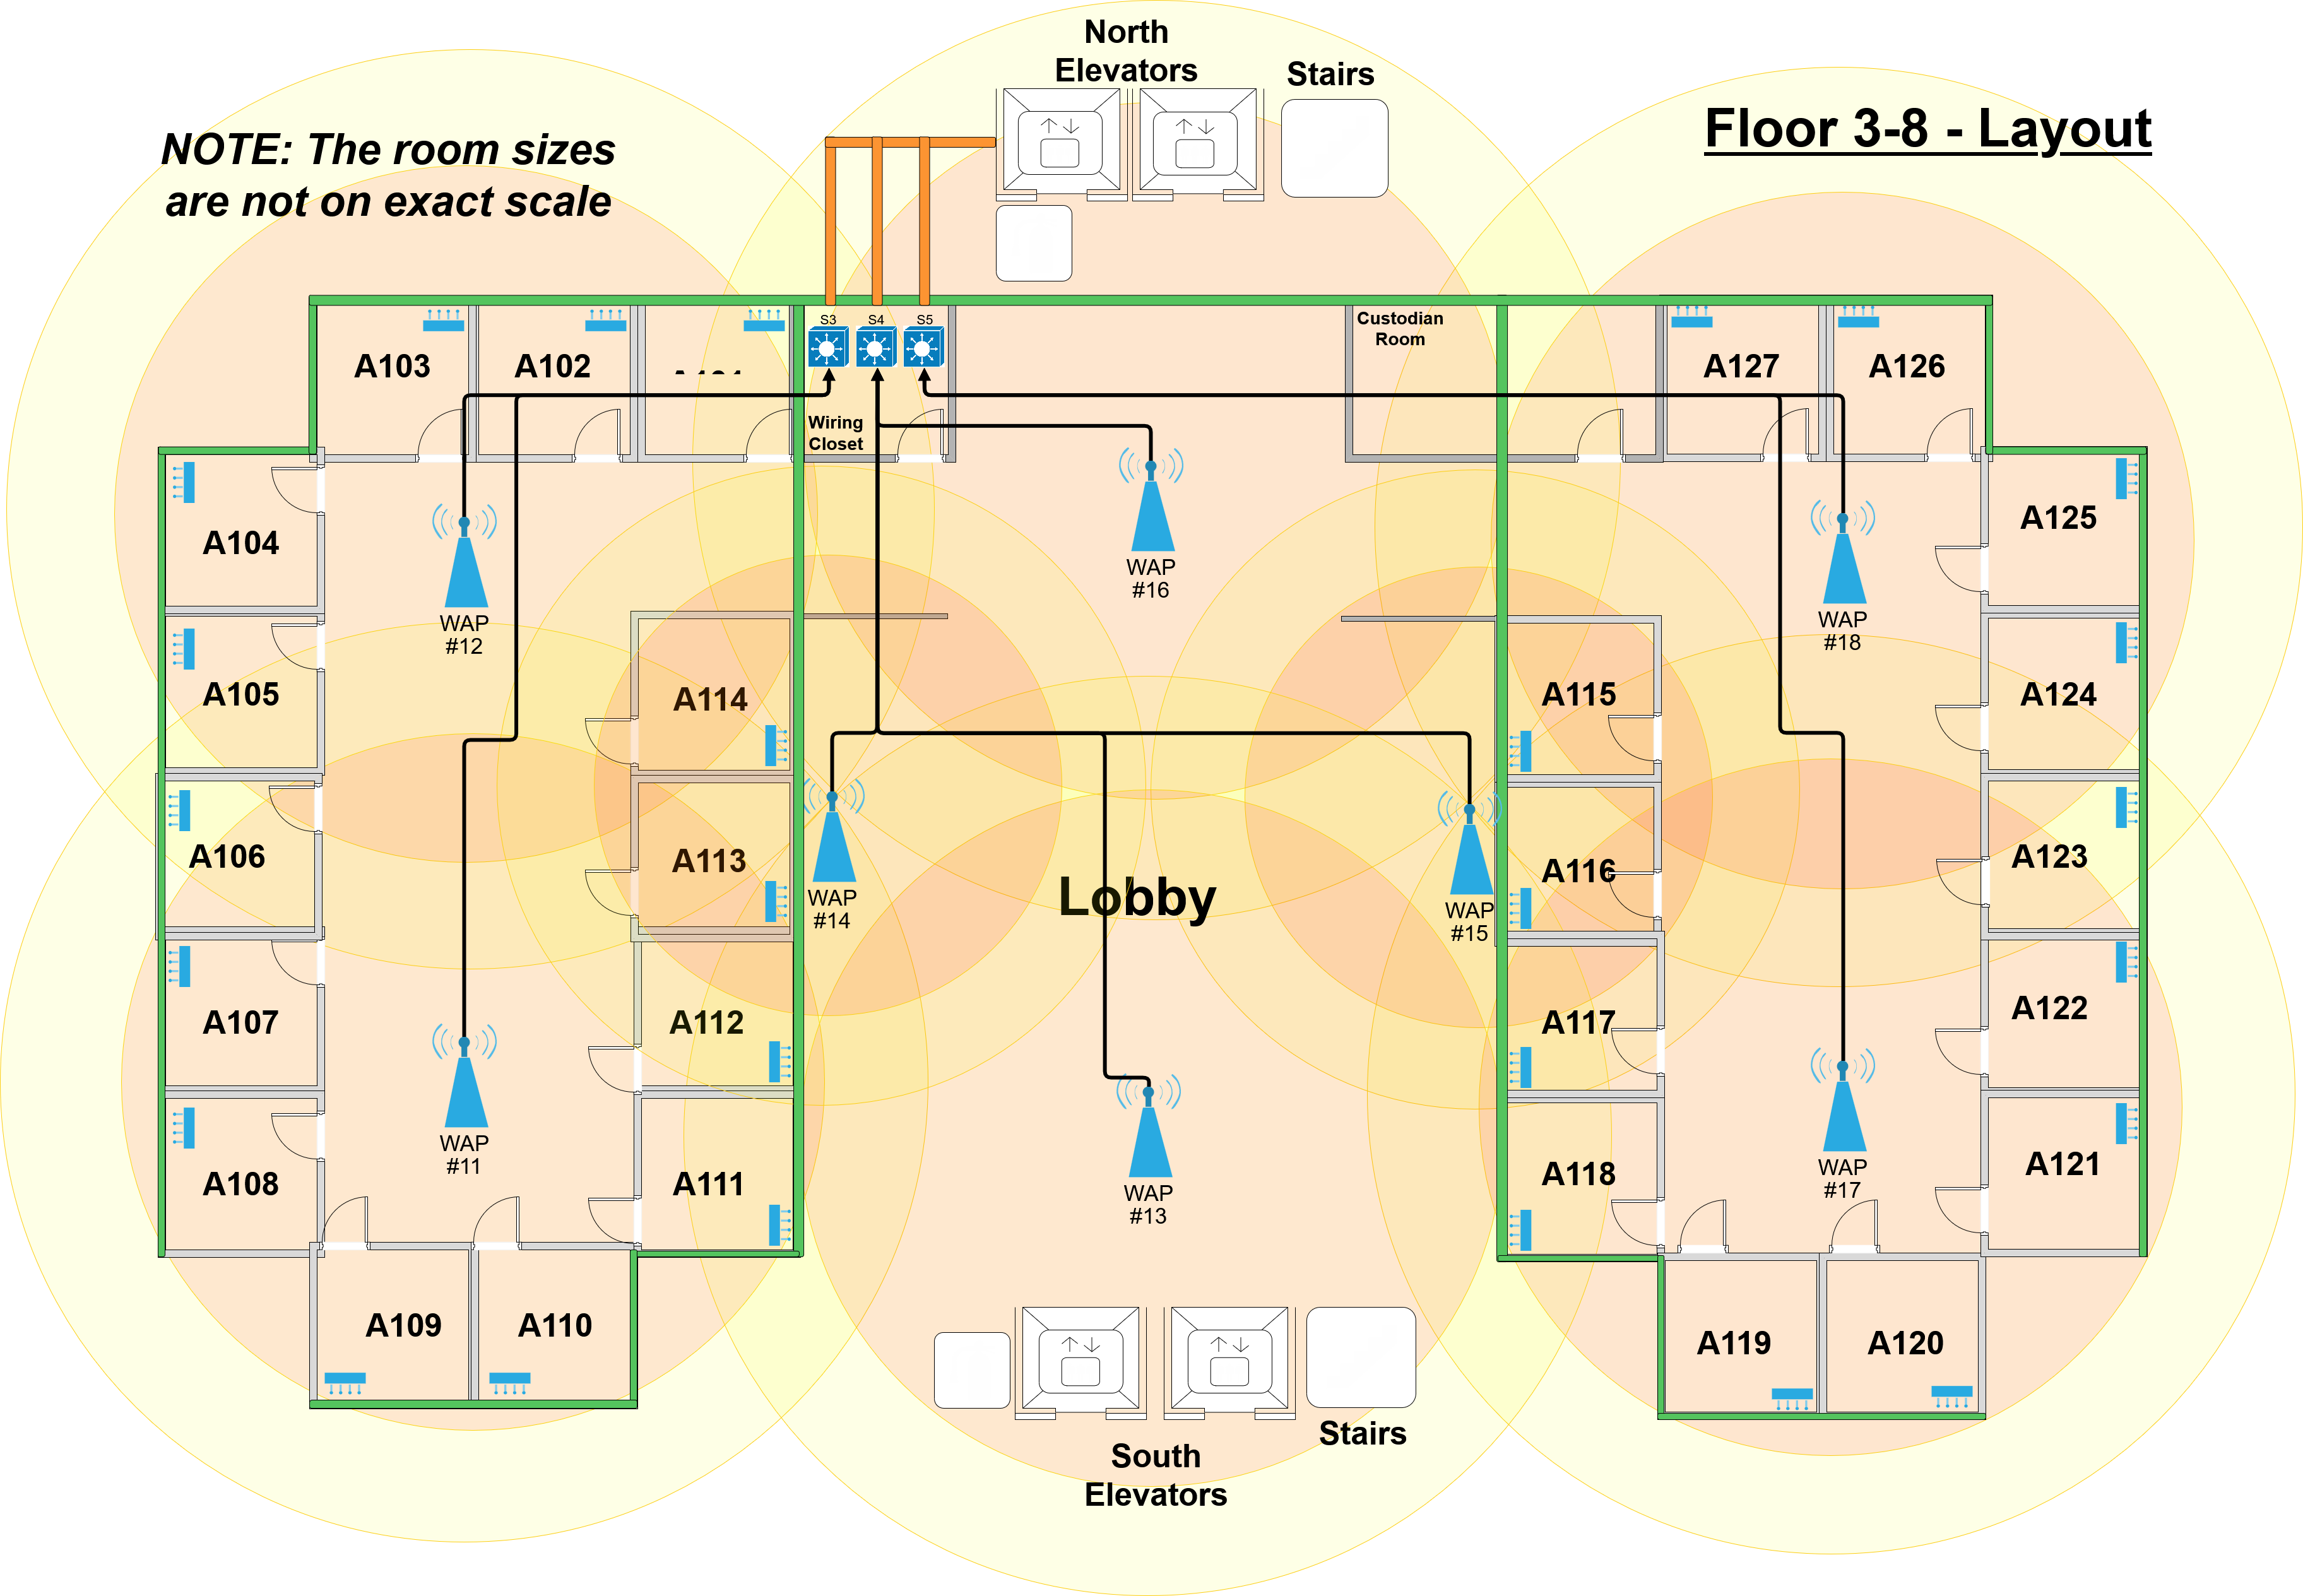 North
Elevators
Stairs
Floor 3-8 - Layout
NOTE: The room sizes
are not on exact scale
S3
S4
S5
Custodian
Room
A103
A102
A127
A126
Wiring
Closet
A104
A125
WAP
#16
WAP
#12
WAP
#18
A105
A114
A115
A124
A106
A113
A116
A123
Lobby
WAP
#14
WAP
#15
A107
A112
A117
A122
WAP
#11
WAP
#17
A108
A111
WAP
#13
A118
A121
A109
A110
A119
A120
Stairs
South
Elevators